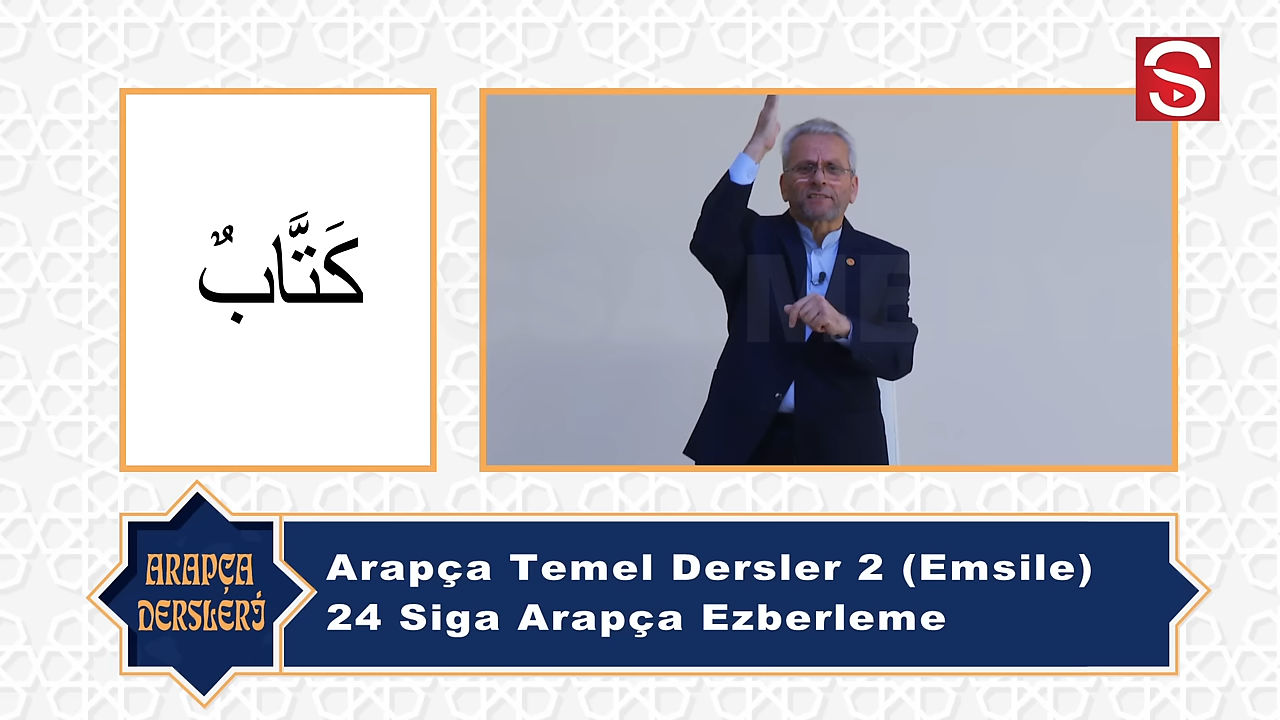 كَتَّابٌ
ARAPÇA
DERSLERİ
Arapça Temel Dersler 2 (Emsile)
24 Siga Arapça Ezberleme